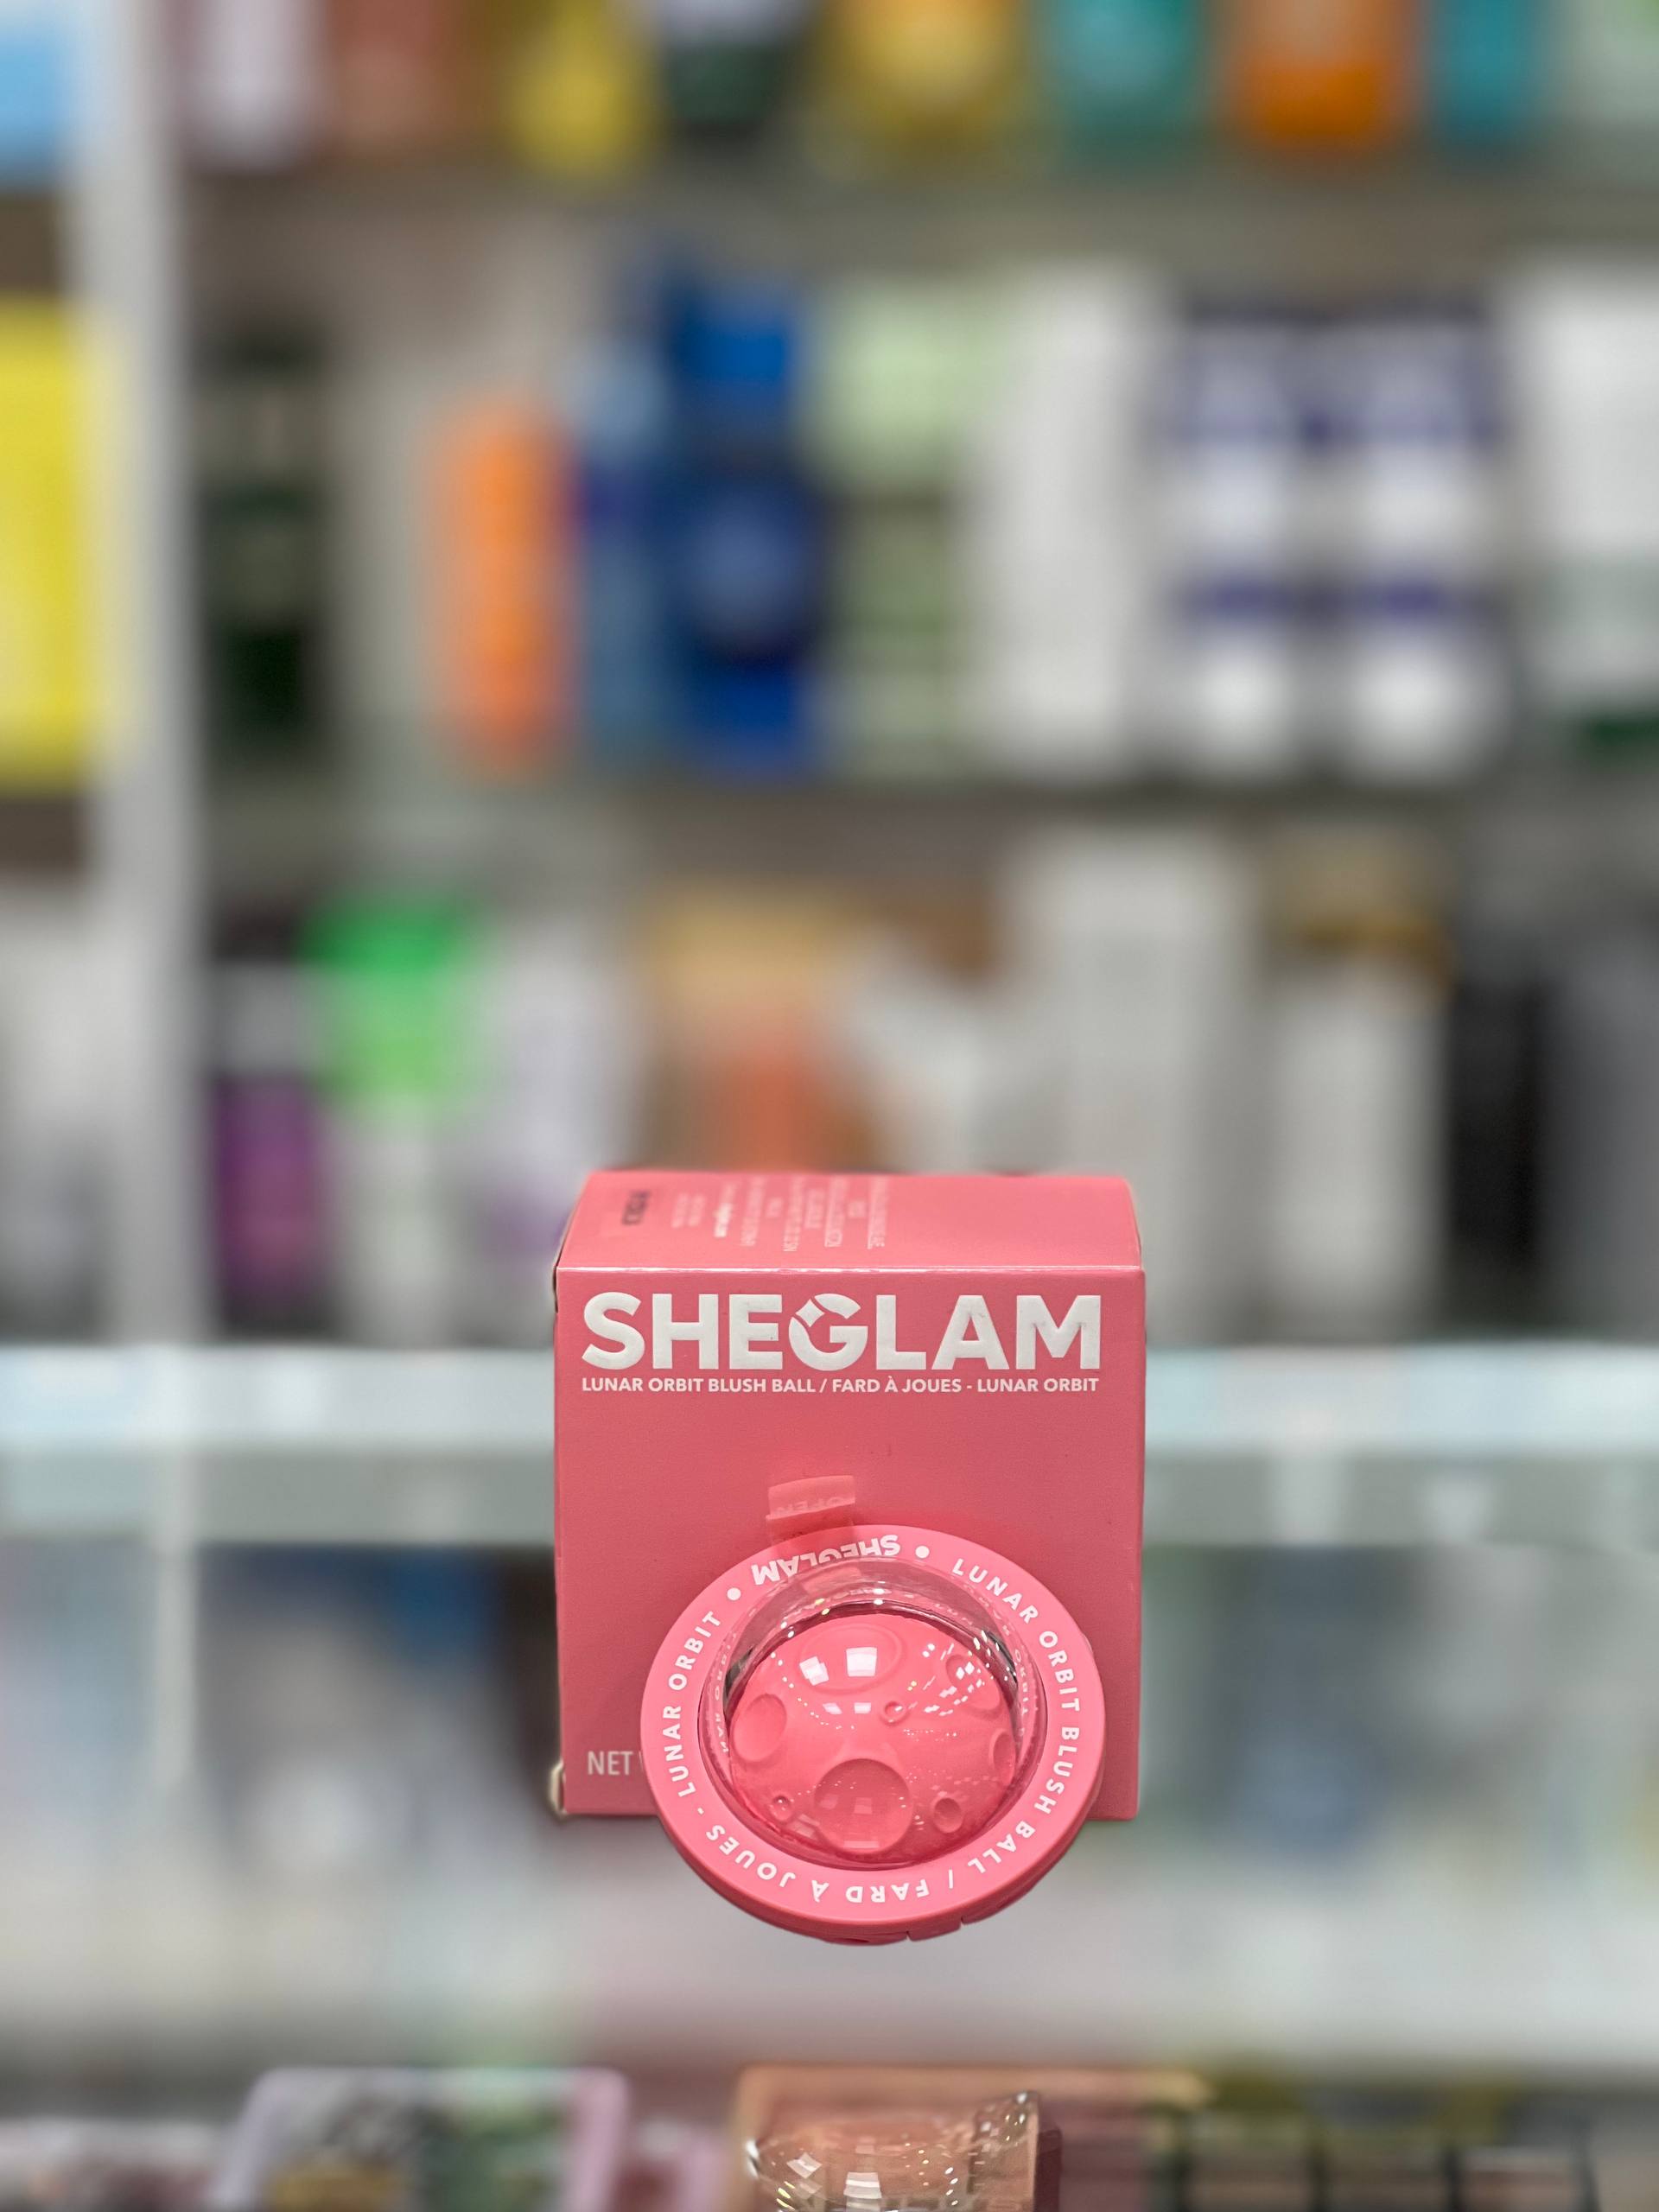 SHEGLAM
LUNAR ORBIT BLUSH BALL / FARD À JOUES - LUNAR ORBIT
OPEN
SHEGLAM • LUNAR ORBIT BLUSH BALL / FARD À JOUES - LUNAR ORBIT •
NET